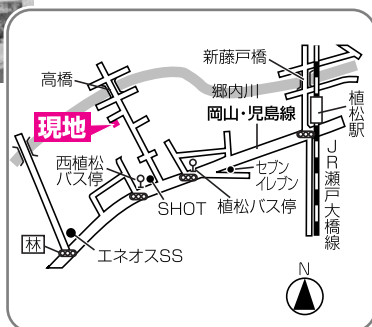 新藤戸橋
高橋
郷内川
岡山・児島線
植松駅
現地
西植松
バス停
セブン
イレブン
JR瀬戸大橋線
SHOT
植松バス停
林
エネオスSS
N